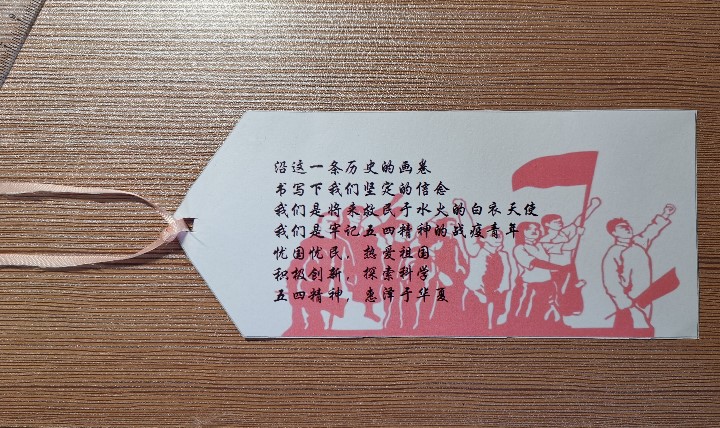 沿这一条历史的画卷
书写下我们坚定的信念
我们是将来救民于水火的白衣天使
我们是牢记五四精神的战疫青年
忧国忧民，热爱祖国
积极创新，探索科学
五四精神，惠泽于华夏